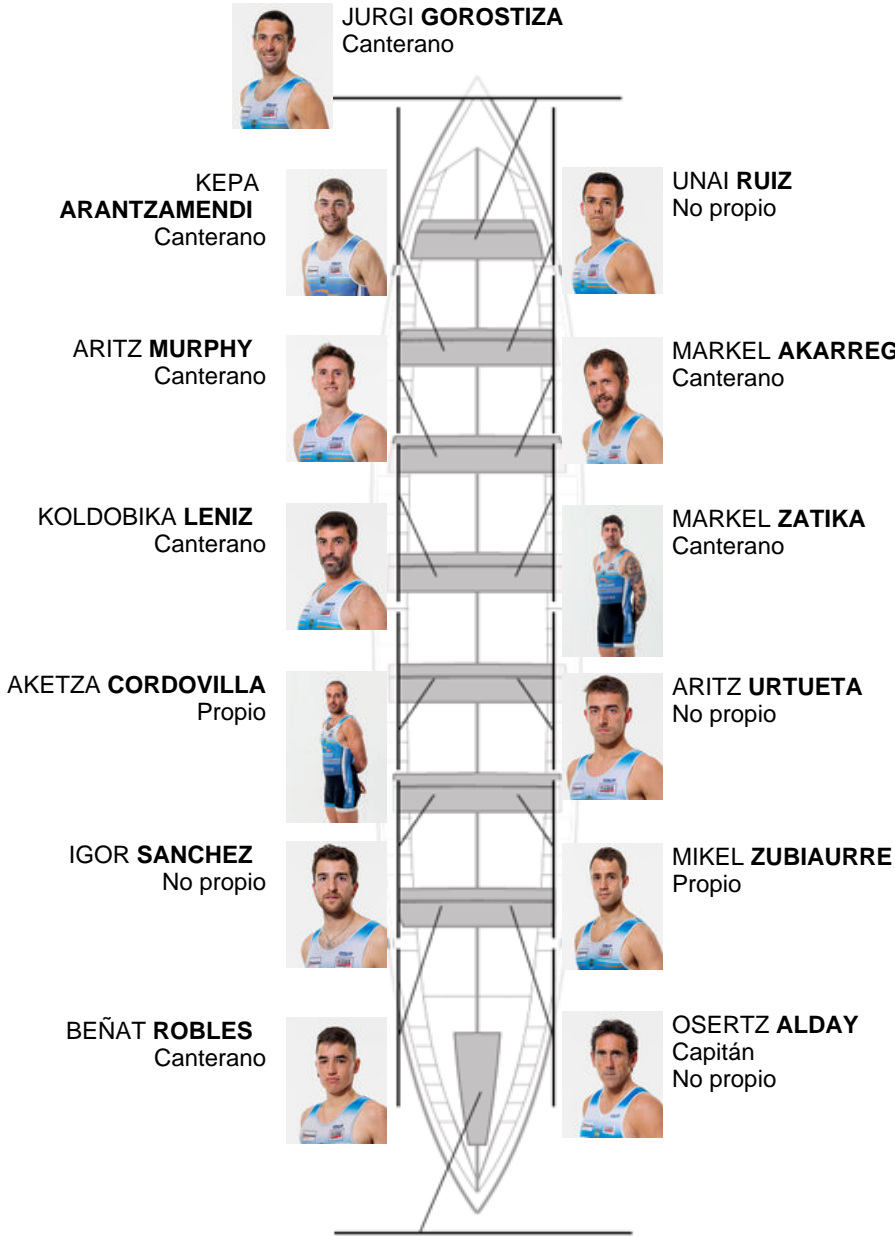 JURGI GOROSTIZA
Canterano
KEPA
ARANTZAMENDI
Canterano
UNAI RUIZ
No propio
ARITZ MURPHY
Canterano
MARKEL AKARREG
Canterano
KOLDOBIKA LENIZ
Canterano
MARKEL ZATIKA
Canterano
AKETZA CORDOVILLA
Propio
ARITZ URTUETA
No propio
IGOR SANCHEZ
No propio
MIKEL ZUBIAURRE
Propio
BEÑAT ROBLES
Canterano
OSERTZ ALDAY
Capitán
No propio